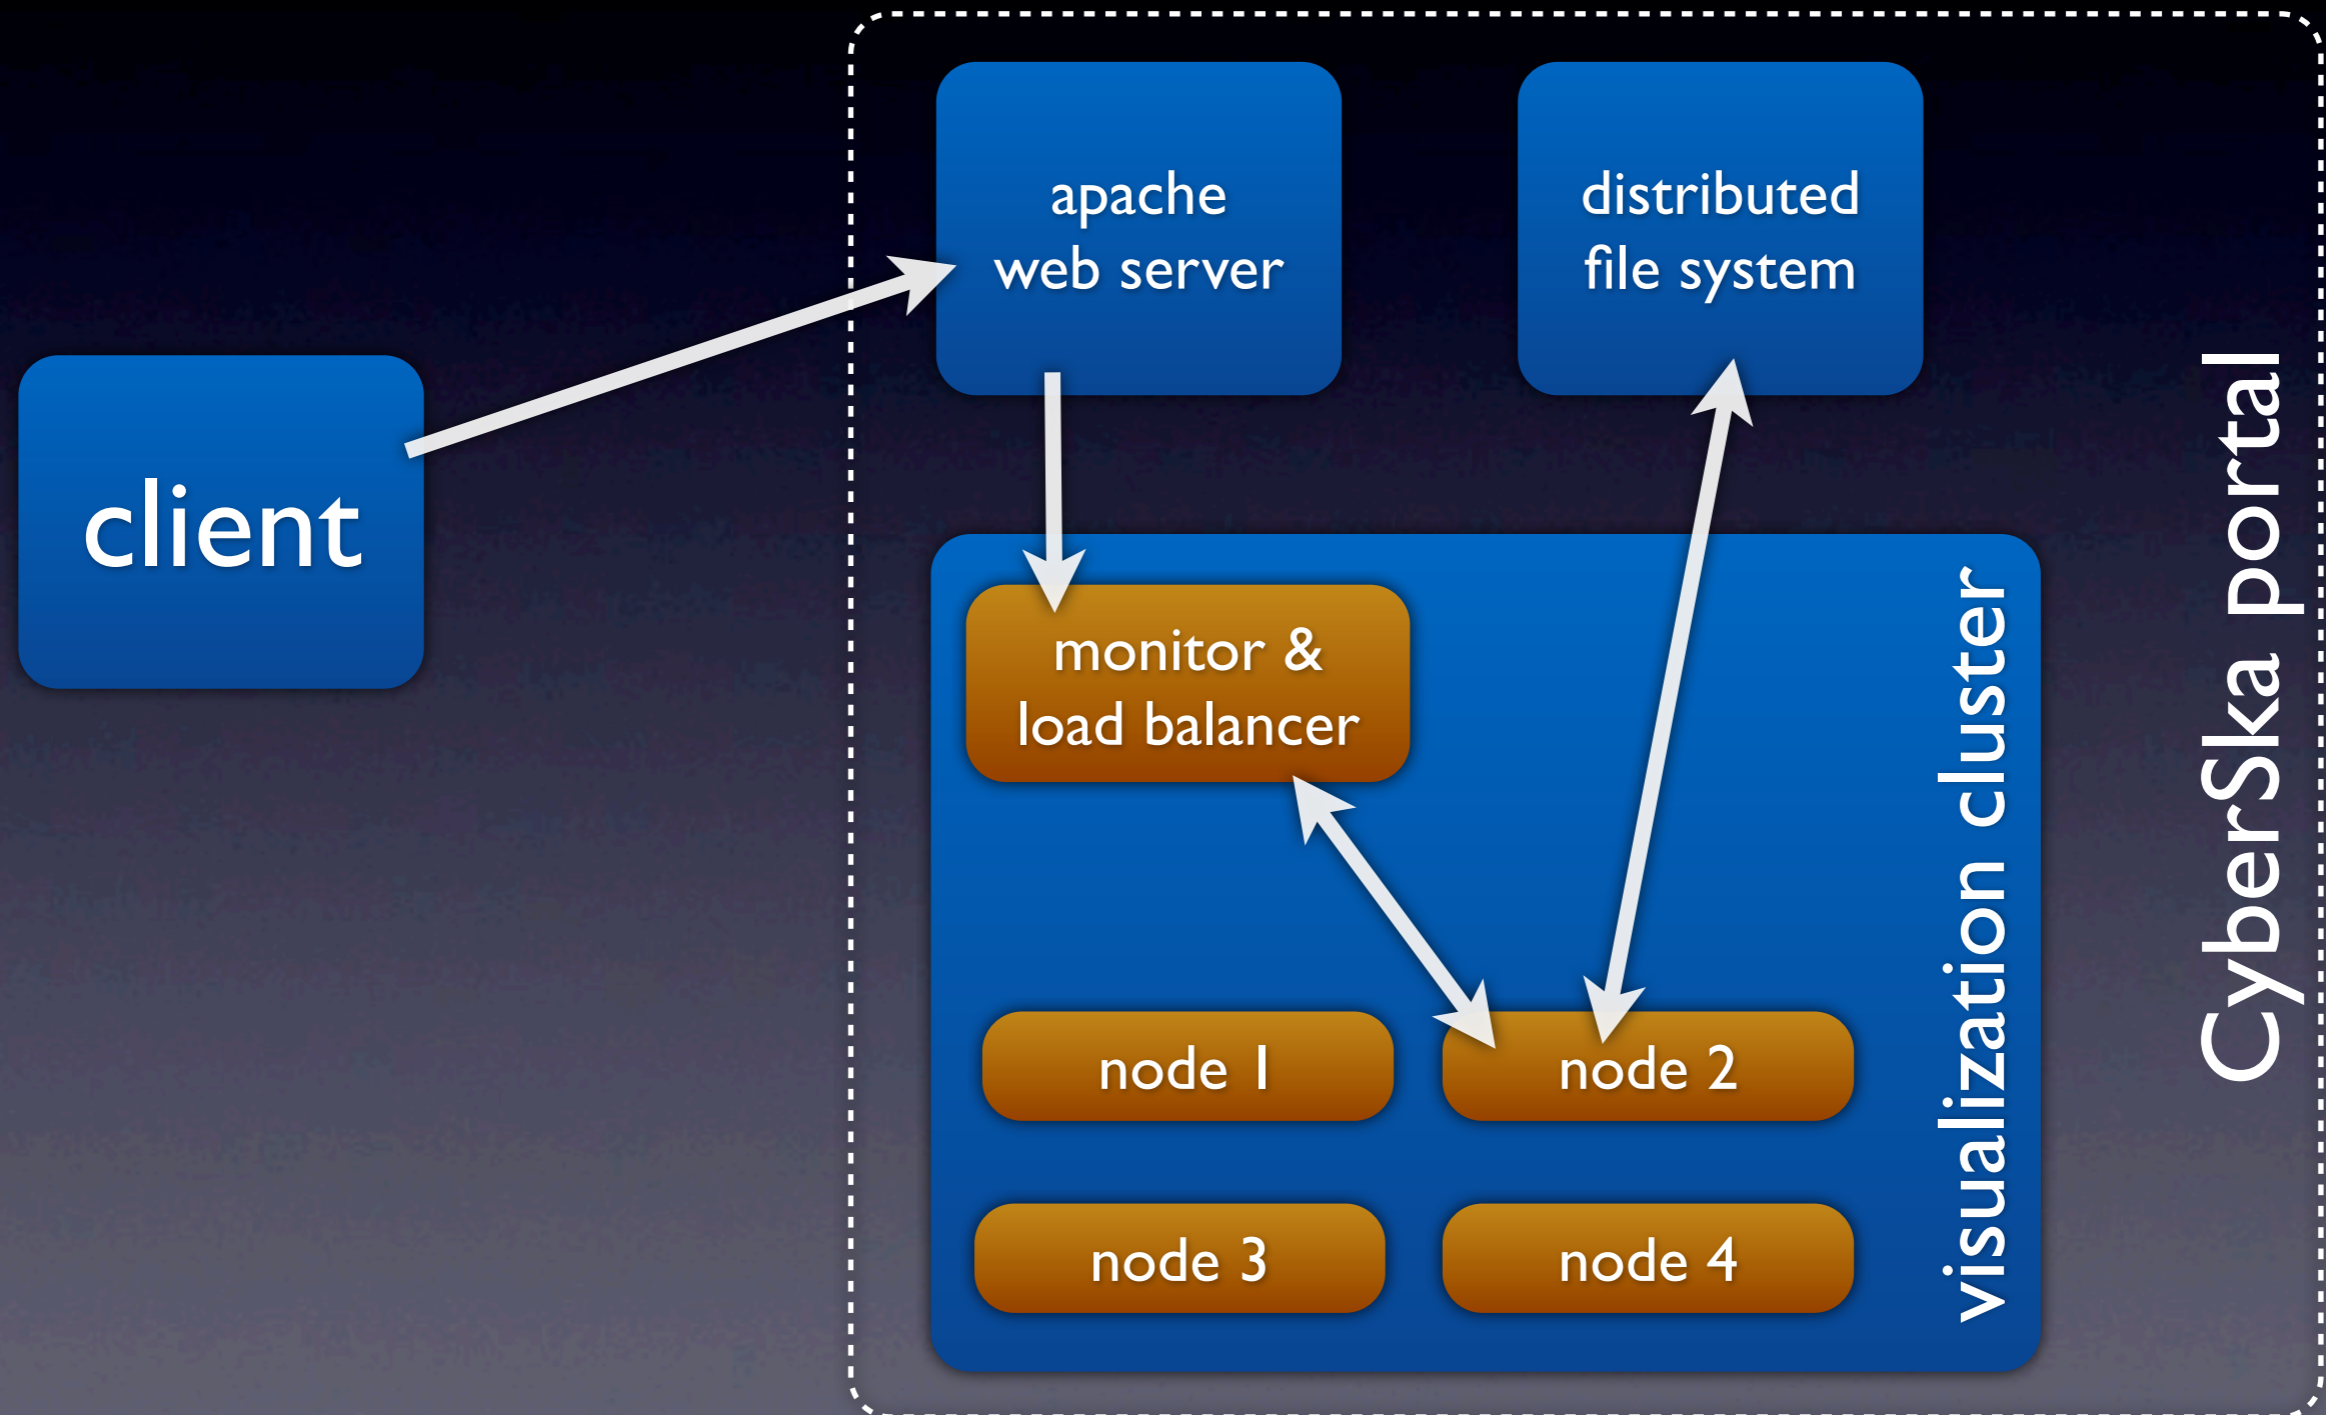 client
apache
web server
distributed
file system
monitor &
load balancer
node 1
node 2
node 3
node 4
visualization cluster
CyberSka portal